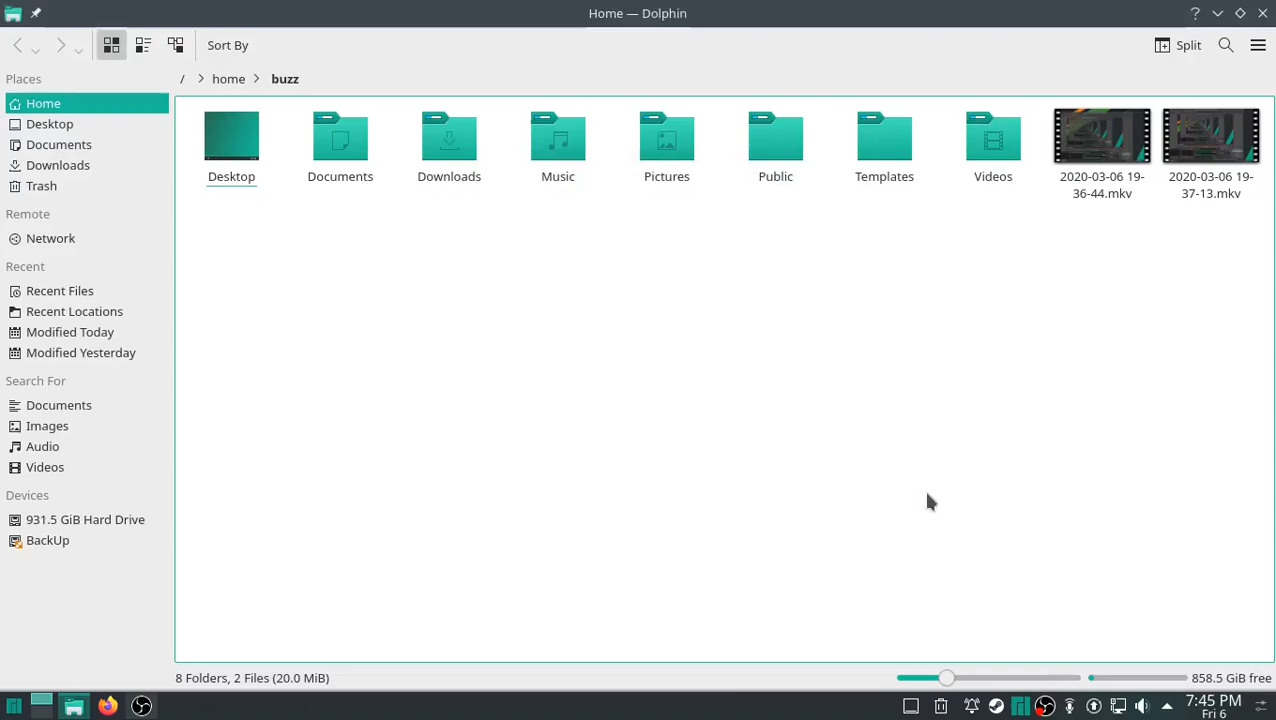 Home — Dolphin
Sort By
Split
Places
/ home buzz
Home
Desktop
Documents
Downloads
Trash
Remote
Network
Recent
Recent Files
Recent Locations
Modified Today
Modified Yesterday
Search For
Documents
Images
Audio
Videos
Devices
931.5 GiB Hard Drive
BackUp
Desktop
Documents
Downloads
Music
Pictures
Public
Templates
Videos
2020-03-06 19-
36-44.mkv
2020-03-06 19-
37-13.mkv
8 Folders, 2 Files (20.0 MiB)
858.5 GiB free
7:45 PM
Fri 6